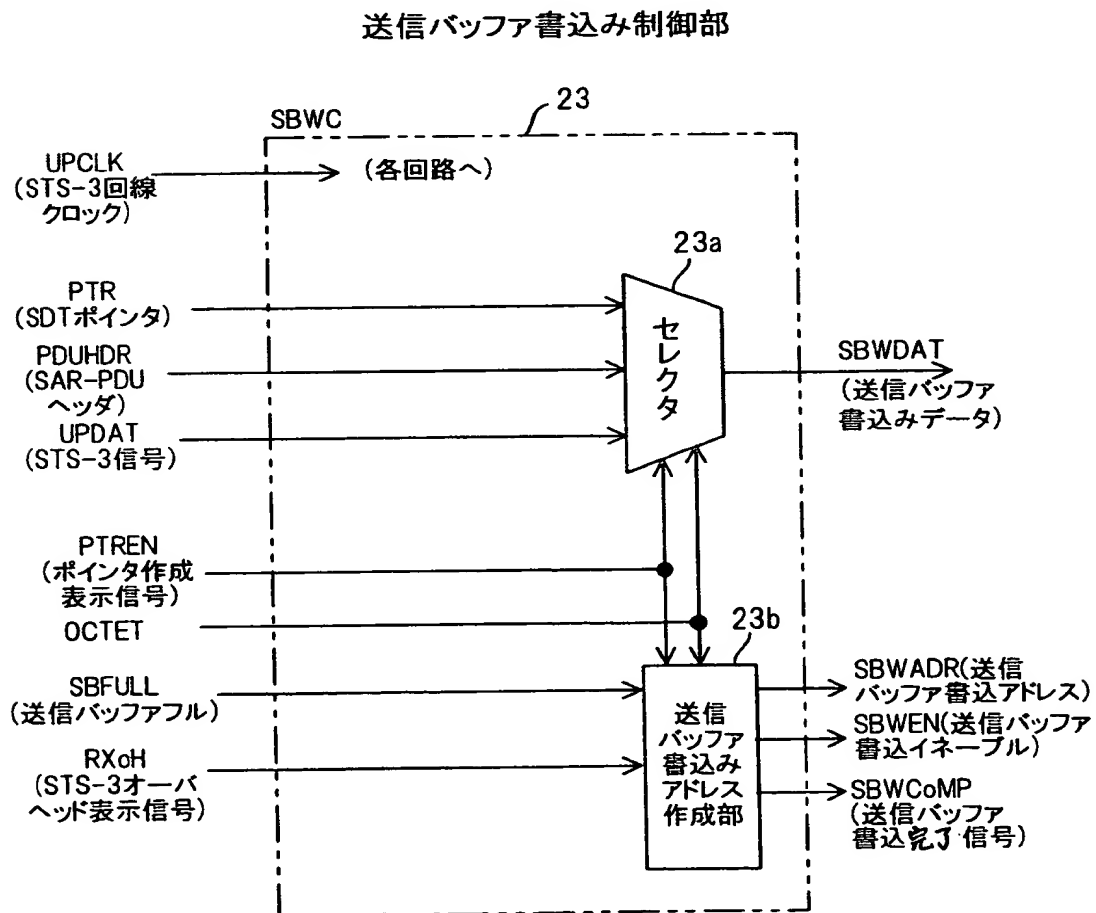 送信バッファ書込み制御部
23
SBWC
UPCLK
(STS-3回線
クロック)
(各回路へ)
23a
PTR
(SDTポインタ)
PDUHDR
(SAR-PDU
ヘッダ)
UPDAT
(STS-3信号)
セレクタ
SBWDAT
(送信バッファ
書込みデータ)
PTREN
(ポインタ作成
表示信号)
OCTET
23b
SBFULL
(送信バッファフル)
RXoH
(STS-3オーバ
ヘッド表示信号)
送信
バッファ
書込み
アドレス
作成部
SBWADR(送信
バッファ書込アドレス)
SBWEN(送信バッファ
書込イネーブル)
SBWCoMP
(送信バッファ
書込完了信号)